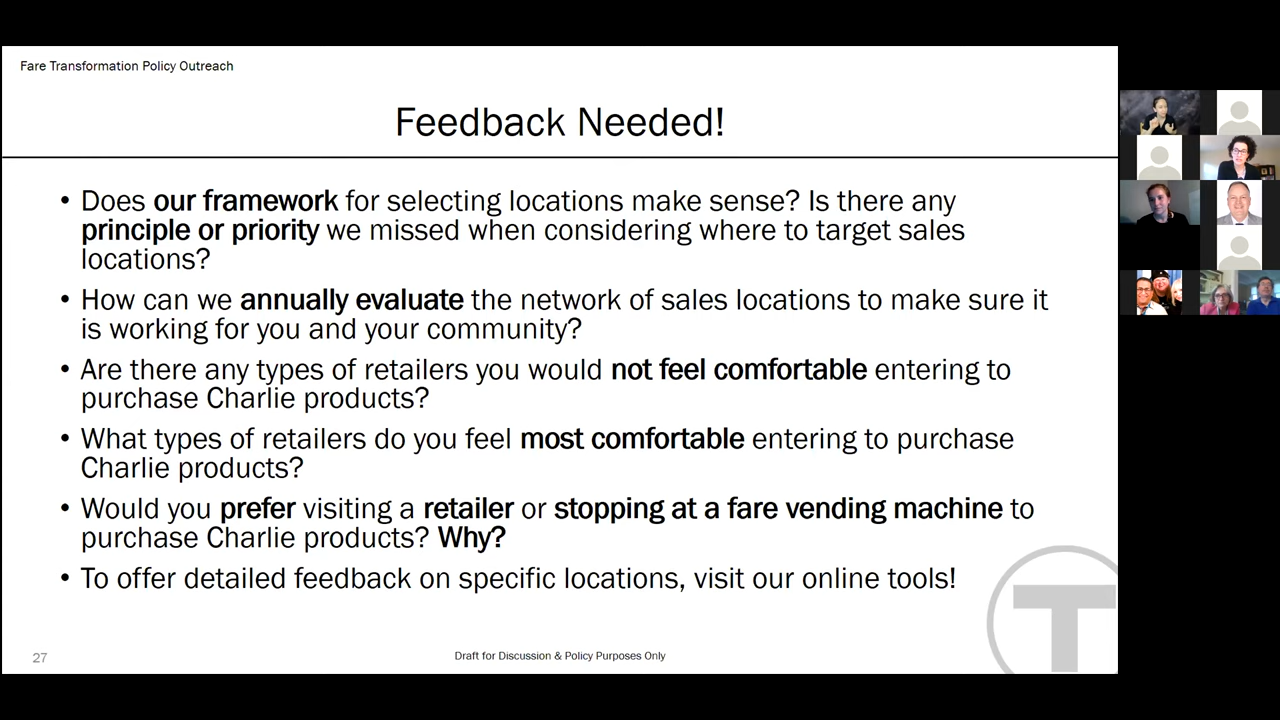 Fare Transformation Policy Outreach
Feedback Needed!
• Does our framework for selecting locations make sense? Is there any
principle or priority we missed when considering where to target sales
locations?
• How can we annually evaluate the network of sales locations to make sure it
is working for you and your community?
• Are there any types of retailers you would not feel comfortable entering to
purchase Charlie products?
• What types of retailers do you feel most comfortable entering to purchase
Charlie products?
• Would you prefer visiting a retailer or stopping at a fare vending machine to
purchase Charlie products? Why?
• To offer detailed feedback on specific locations, visit our online tools!
T
27
Draft for Discussion & Policy Purposes Only